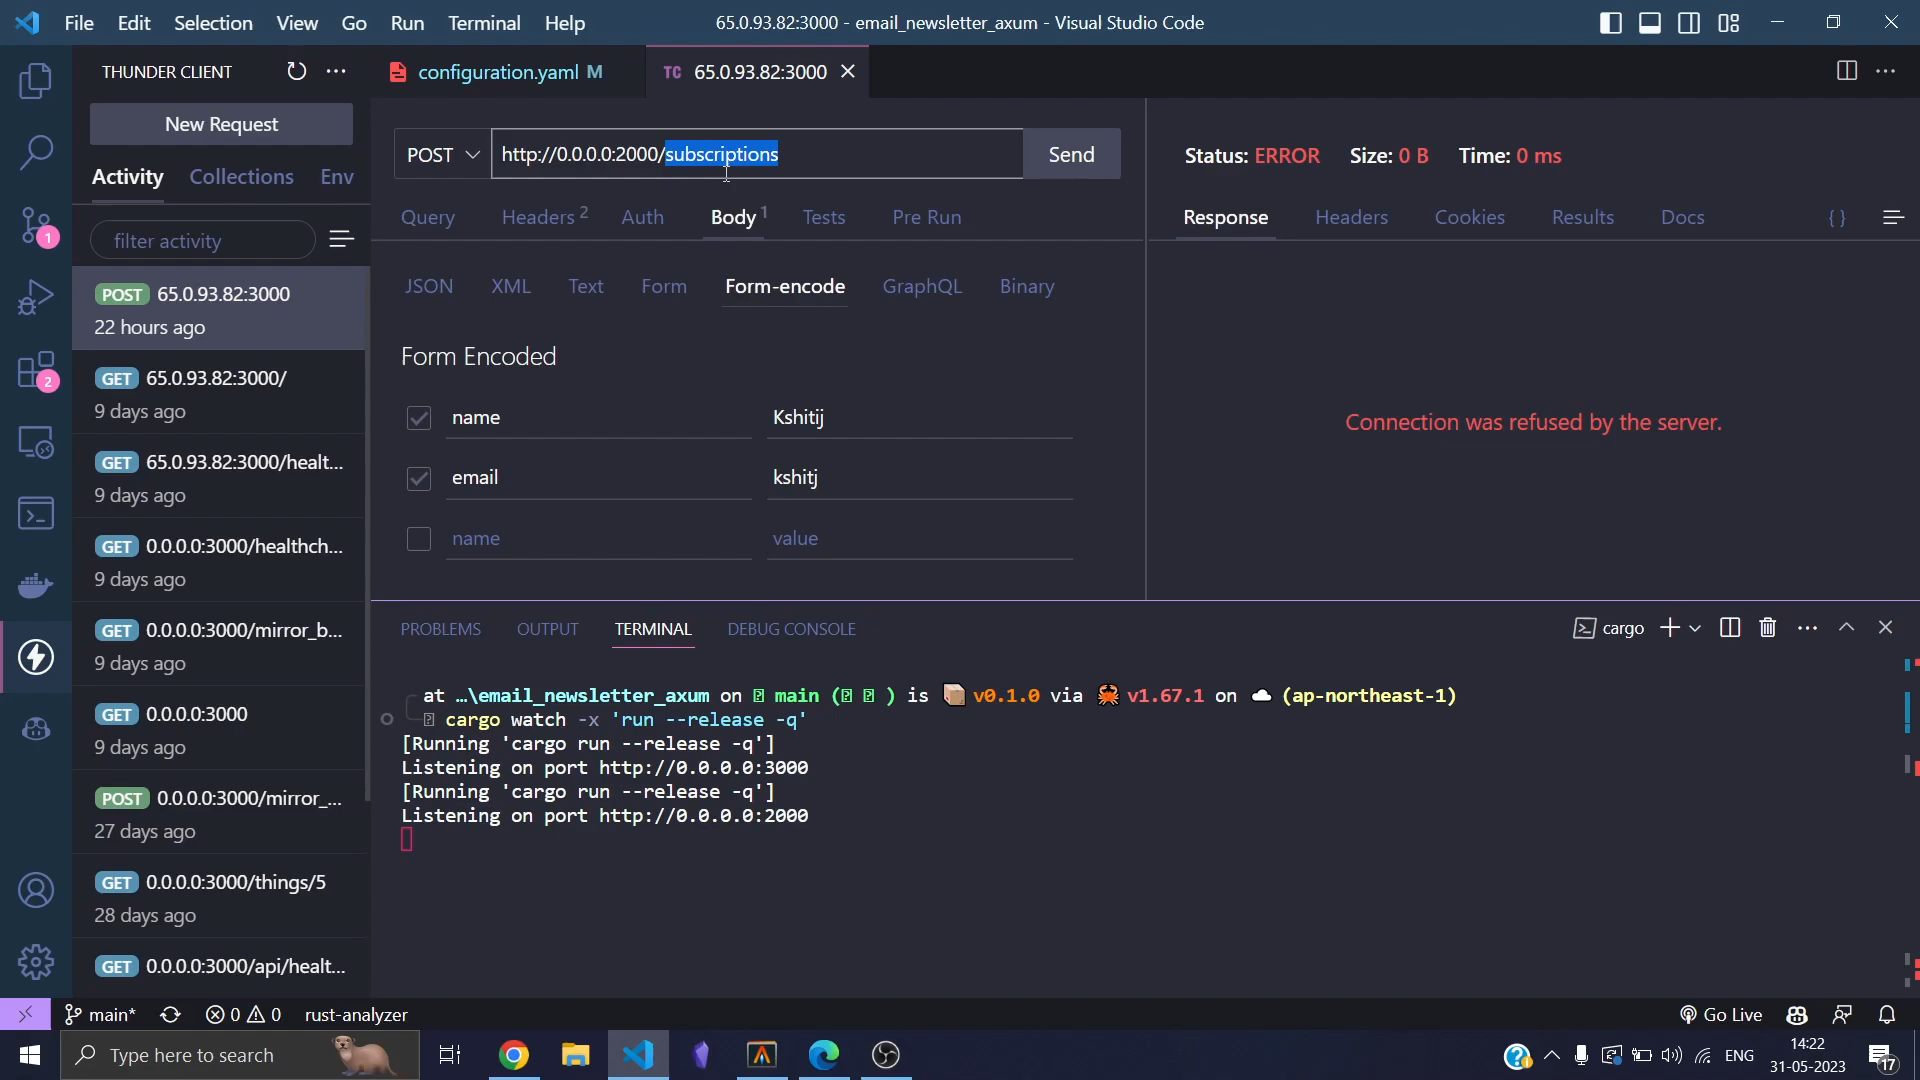 File Edit Selection View Go Run Terminal Help
65.0.93.82:3000 - email_newsletter_axum - Visual Studio Code
THUNDER CLIENT
configuration.yaml M
TC 65.0.93.82:3000
New Request
POST
http://0.0.0.0:2000/subscriptions
Send
Status: ERROR Size: 0 B Time: 0 ms
Activity Collections Env
Query Headers 2 Auth Body 1 Tests Pre Run
Response Headers Cookies Results Docs { }
filter activity
JSON XML Text Form Form-encode GraphQL Binary
POST 65.0.93.82:3000
22 hours ago
GET 65.0.93.82:3000/
9 days ago
GET 65.0.93.82:3000/healt...
9 days ago
GET 0.0.0.0:3000/healthch...
9 days ago
GET 0.0.0.0:3000/mirror_b...
9 days ago
GET 0.0.0.0:3000
9 days ago
POST 0.0.0.0:3000/mirror_...
27 days ago
GET 0.0.0.0:3000/things/5
28 days ago
GET 0.0.0.0:3000/api/healt...
1
2
Form Encoded
name Kshitij
email kshitj
name value
Connection was refused by the server.
PROBLEMS OUTPUT TERMINAL DEBUG CONSOLE
cargo
at …\email_newsletter_axum on main ( ) is v0.1.0 via v1.67.1 on (ap-northeast-1)
cargo watch -x 'run --release -q'
[Running 'cargo run --release -q']
Listening on port http://0.0.0.0:3000
[Running 'cargo run --release -q']
Listening on port http://0.0.0.0:2000
main* 0 0 rust-analyzer
Go Live
Type here to search
ENG
14:22
31-05-2023
17